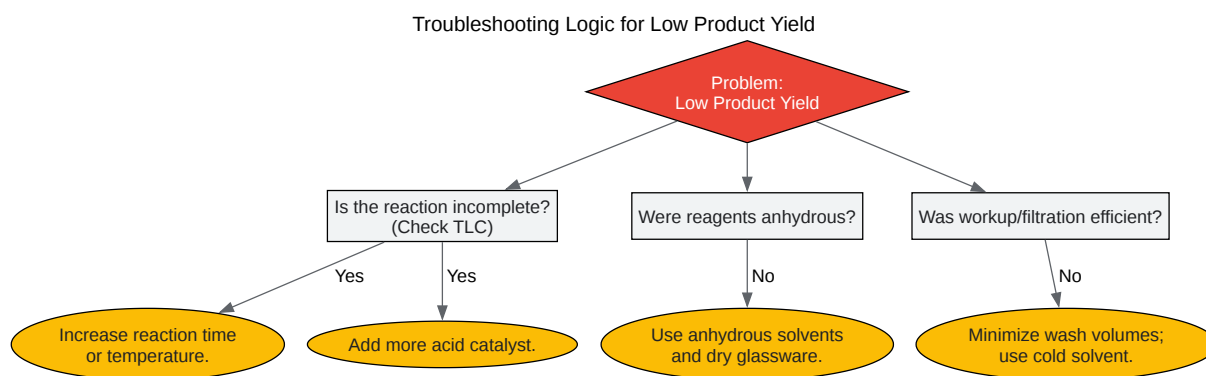 Troubleshooting Logic for Low Product Yield
Problem:
Low Product Yield
Is the reaction incomplete?
(Check TLC)
Were reagents anhydrous?
Was workup/filtration efficient?
Yes
Yes
No
No
Increase reaction time
or temperature.
Add more acid catalyst.
Use anhydrous solvents
and dry glassware.
Minimize wash volumes;
use cold solvent.